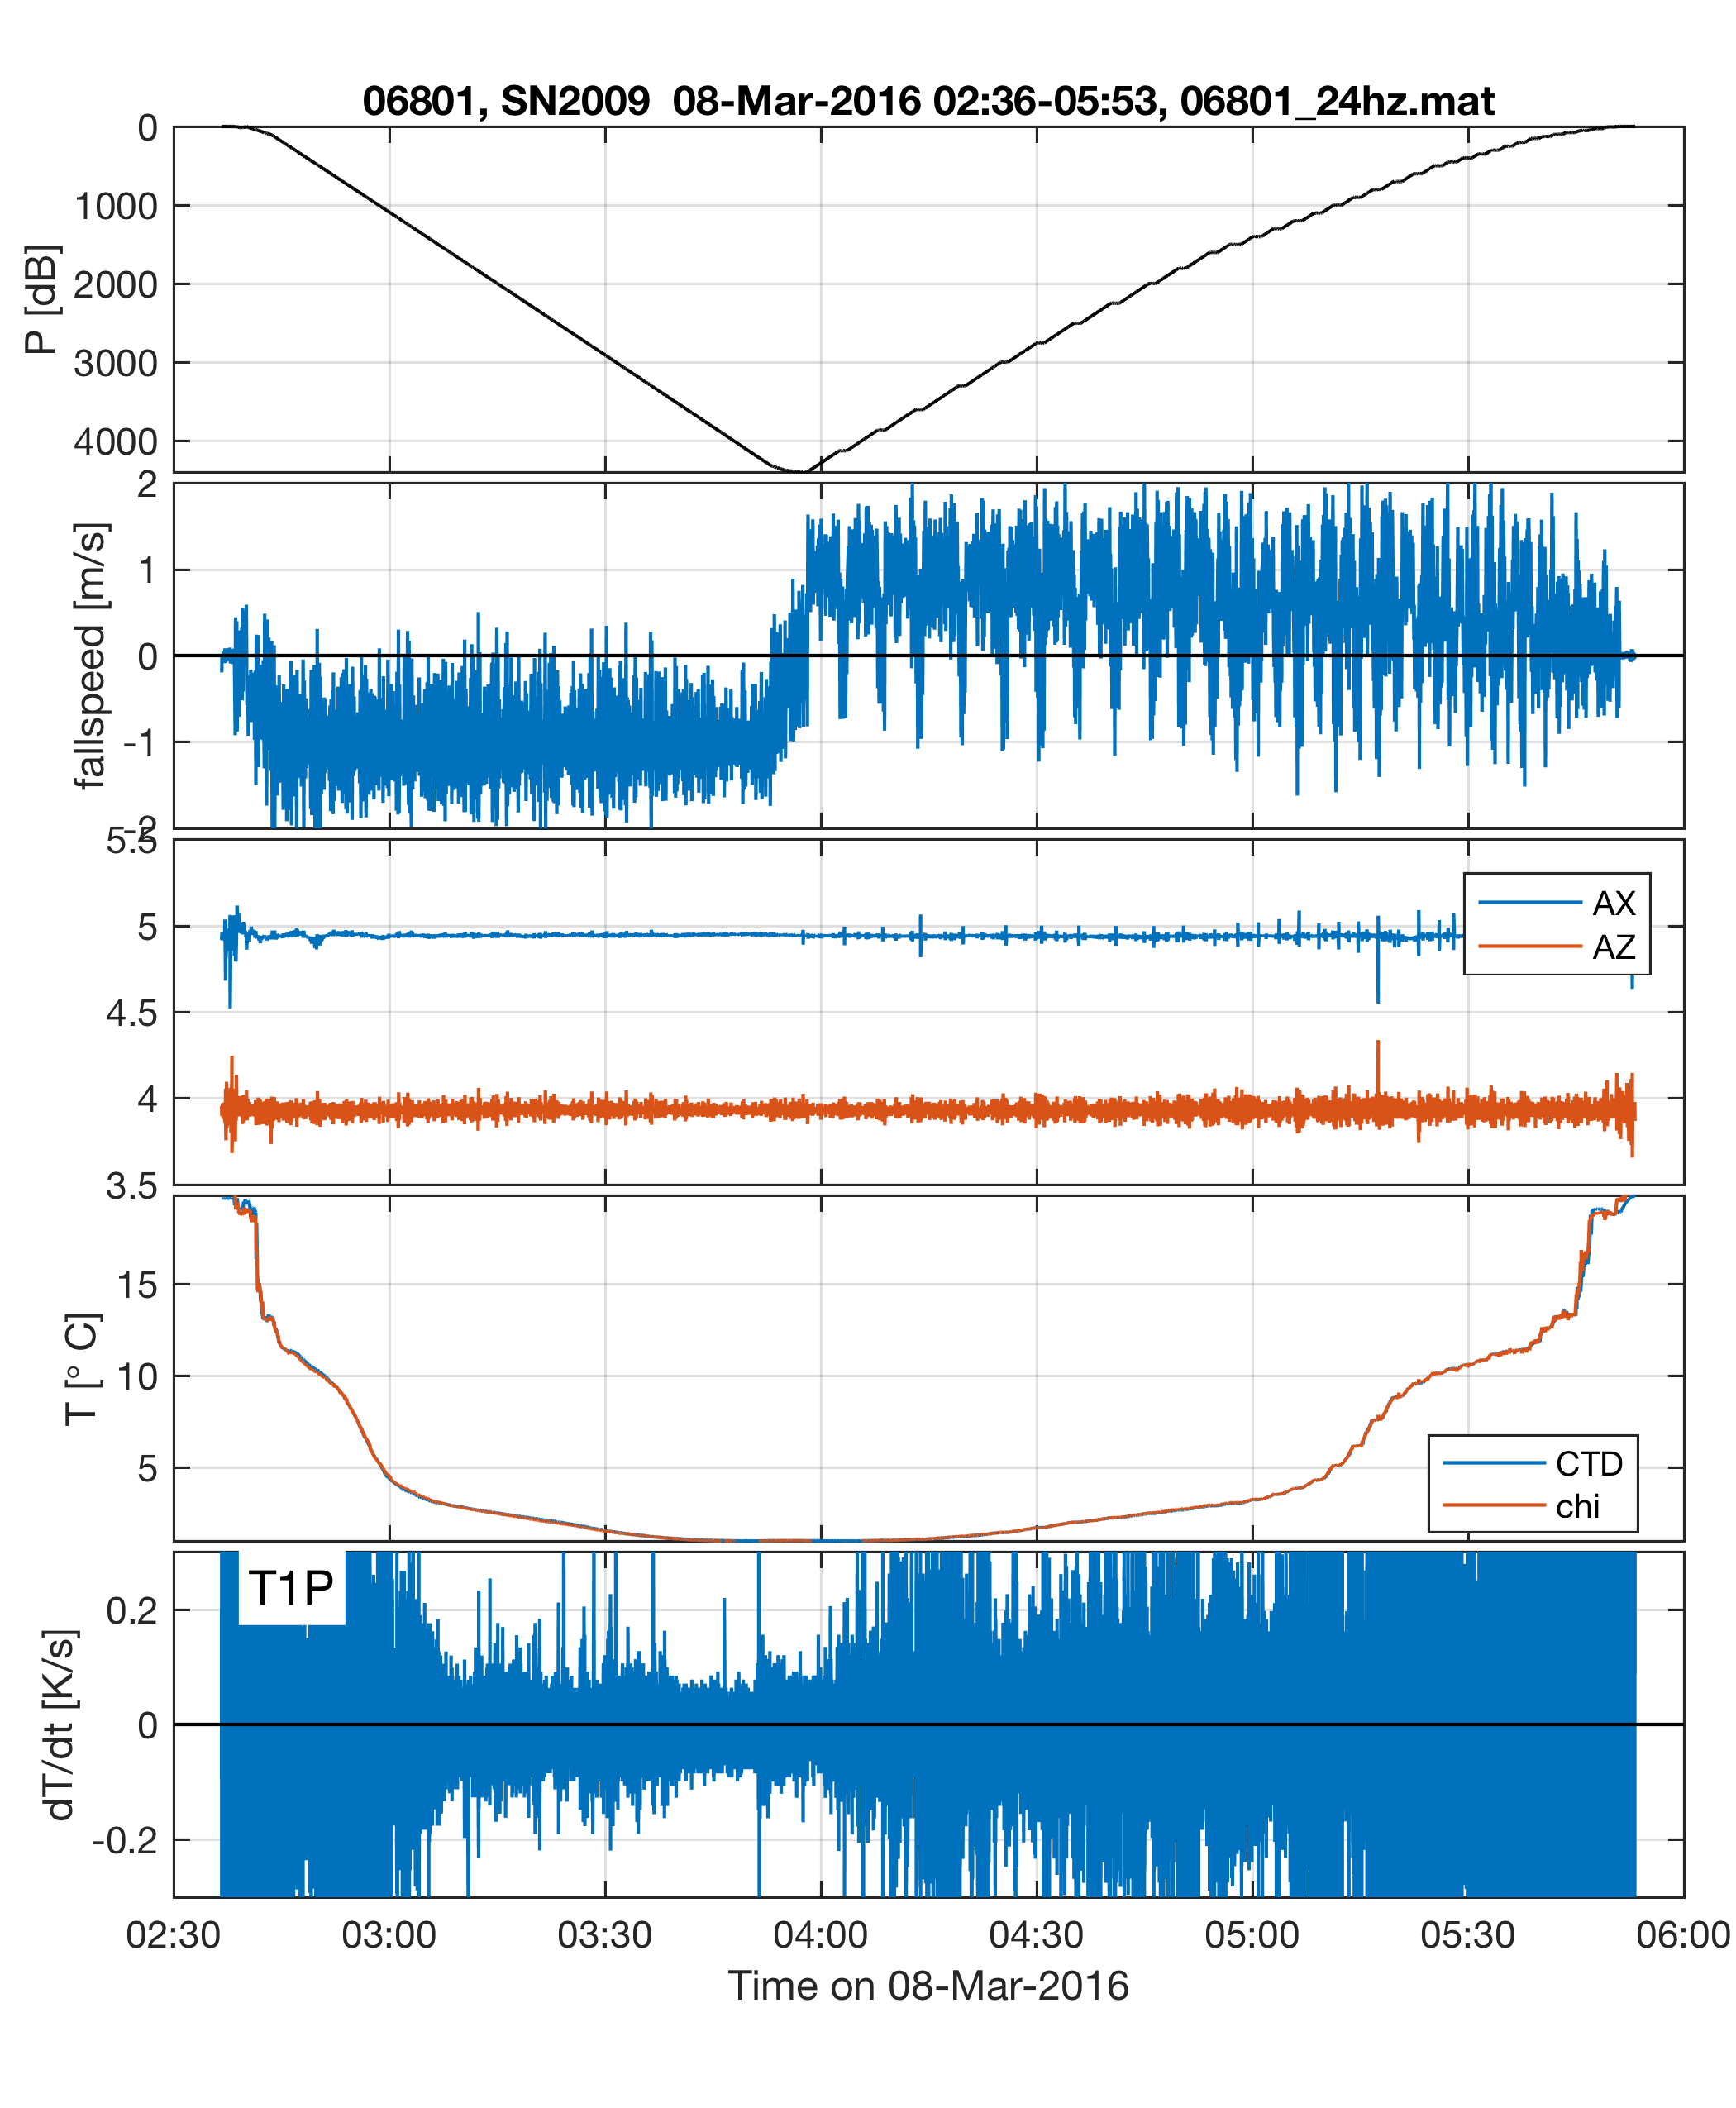 06801, SN2009  08-Mar-2016 02:36-05:53, 06801_24hz.mat
0
1000
2000
3000
4000
P [dB]
2
1
0
-1
-2
fallspeed [m/s]
5.5
5
4.5
4
3.5
AX
AZ
15
10
5
T [° C]
CTD
chi
T1P
0.2
0
-0.2
dT/dt [K/s]
02:30 03:00 03:30 04:00 04:30 05:00 05:30 06:00
Time on 08-Mar-2016